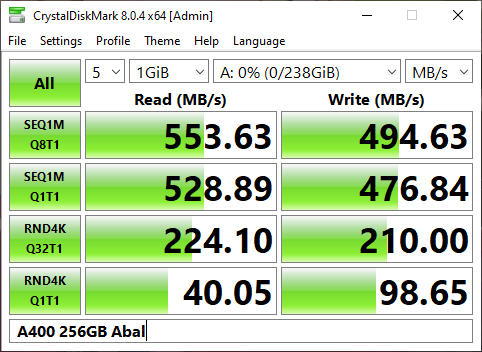 CrystalDiskMark 8.0.4 x64 [Admin]
File Settings Profile Theme Help Language
All 5 1GiB A: 0% (0/238GiB) MB/s
Read (MB/s) Write (MB/s)
SEQ1M
Q8T1 553.63 494.63
SEQ1M
Q1T1 528.89 476.84
RND4K
Q32T1 224.10 210.00
RND4K
Q1T1 40.05 98.65
A400 256GB Abal